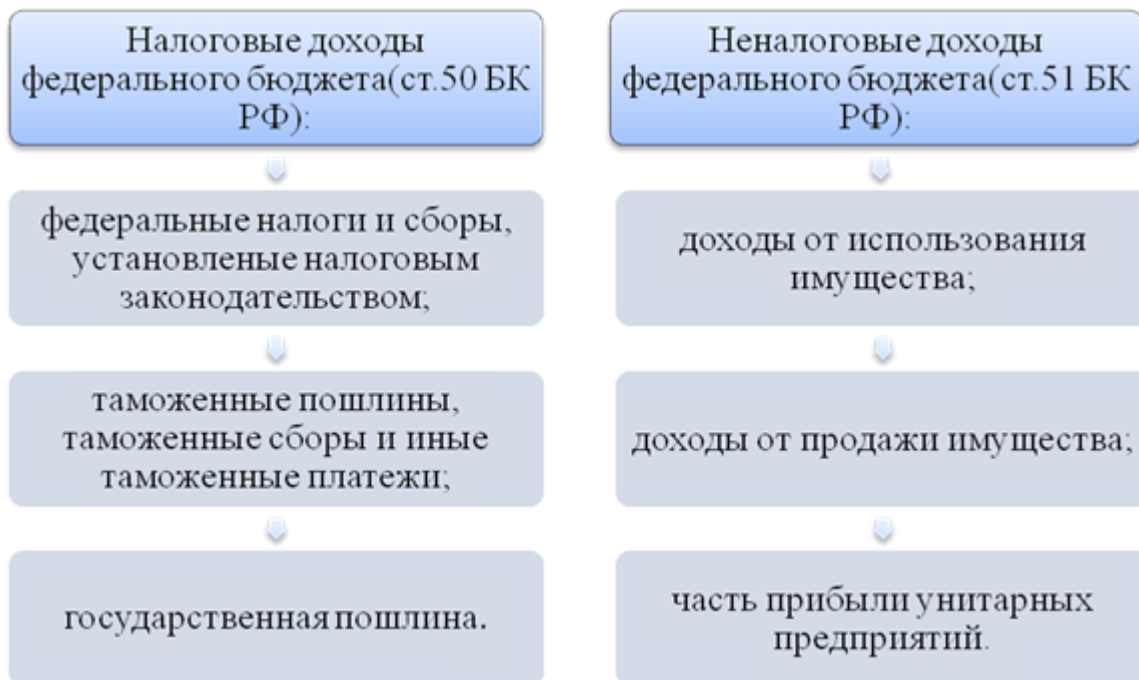 Налоговые доходы
федерального бюджета(ст.50 БК
РФ):
федеральные налоги и сборы,
установленые налоговым
законодательством;
таможенные пошлины,
таможенные сборы и иные
таможенные платежи;
государственная пошлина.
Неналоговые доходы
федерального бюджета(ст.51 БК
РФ):
доходы от использования
имущества;
доходы от продажи имущества;
часть прибыли унитарных
предприятий.